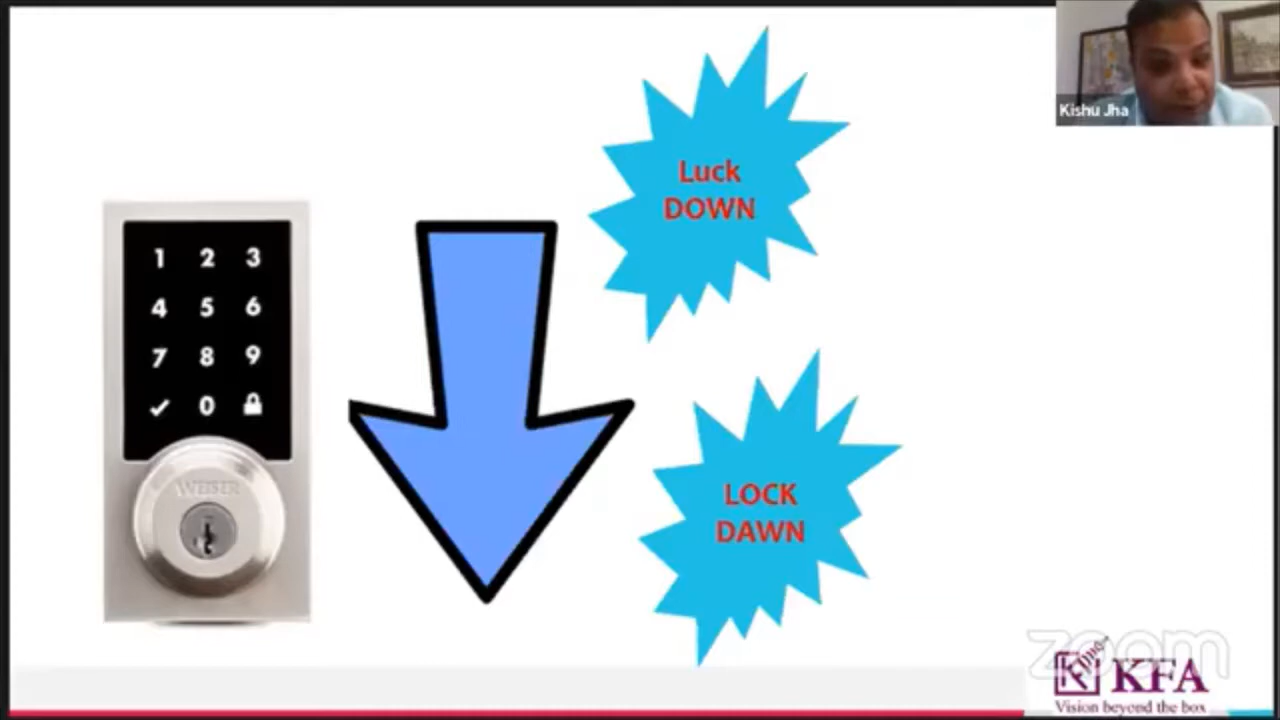 Kishu Jha
Luck
DOWN
1 2 3
4 5 6
7 8 9
0
WEISER
LOCK
DAWN
zoom
KFA
Vision beyond the box